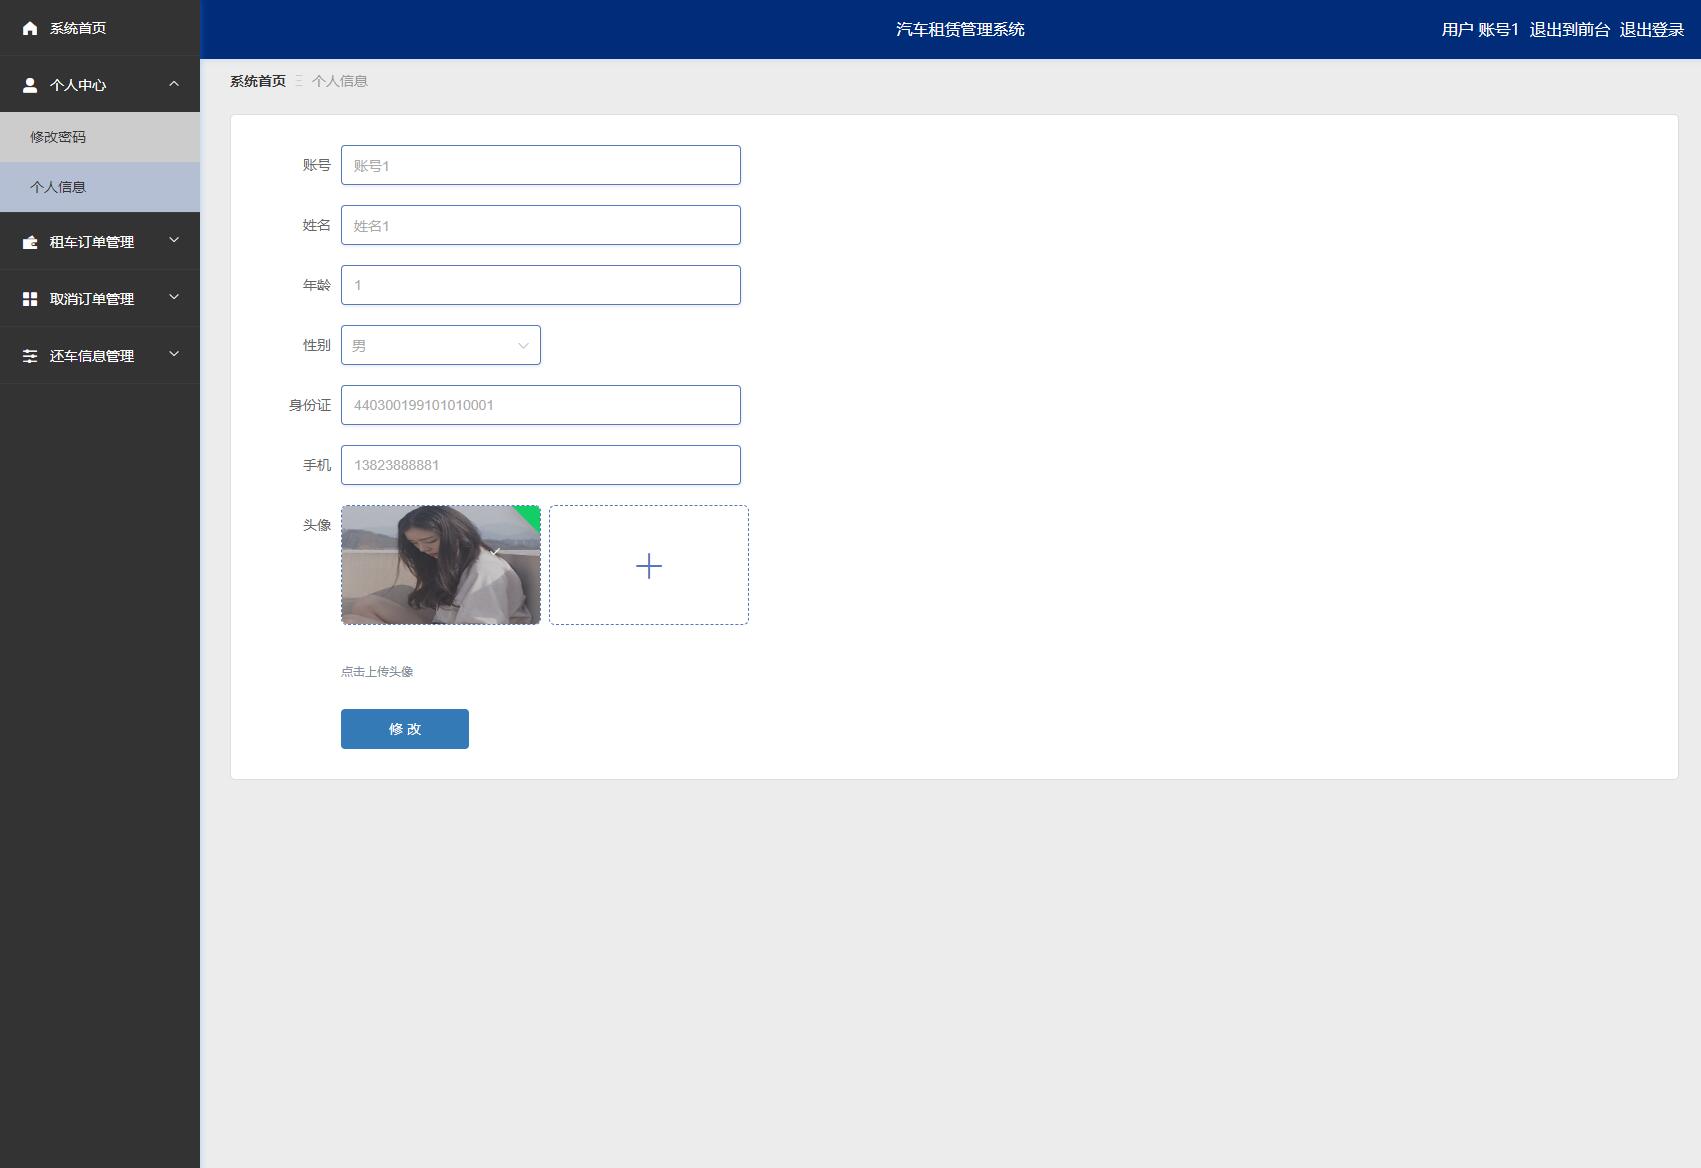 系统首页
个人中心
修改密码
个人信息
租车订单管理
取消订单管理
还车信息管理
汽车租赁管理系统
用户 账号1 退出到前台 退出登录
系统首页 个人信息
账号 账号1
姓名 姓名1
年龄 1
性别 男
身份证 440300199101010001
手机 13823888881
头像
点击上传头像
修 改